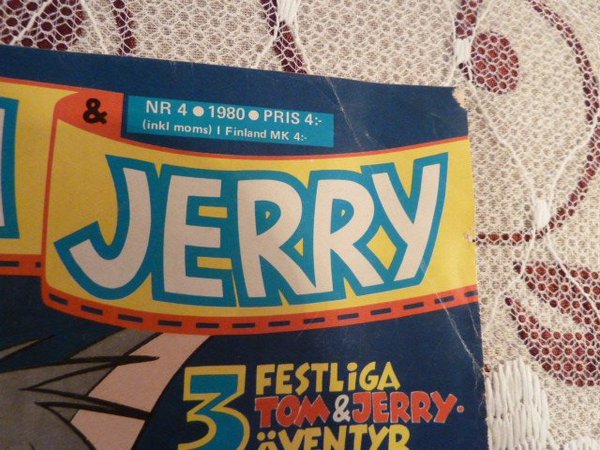 &
NR 4 ● 1980 ● PRIS 4:-
(inkl moms) I Finland MK 4:-
JERRY
3 FESTLiGA
TOM & JERRY-
ÄVENTYR